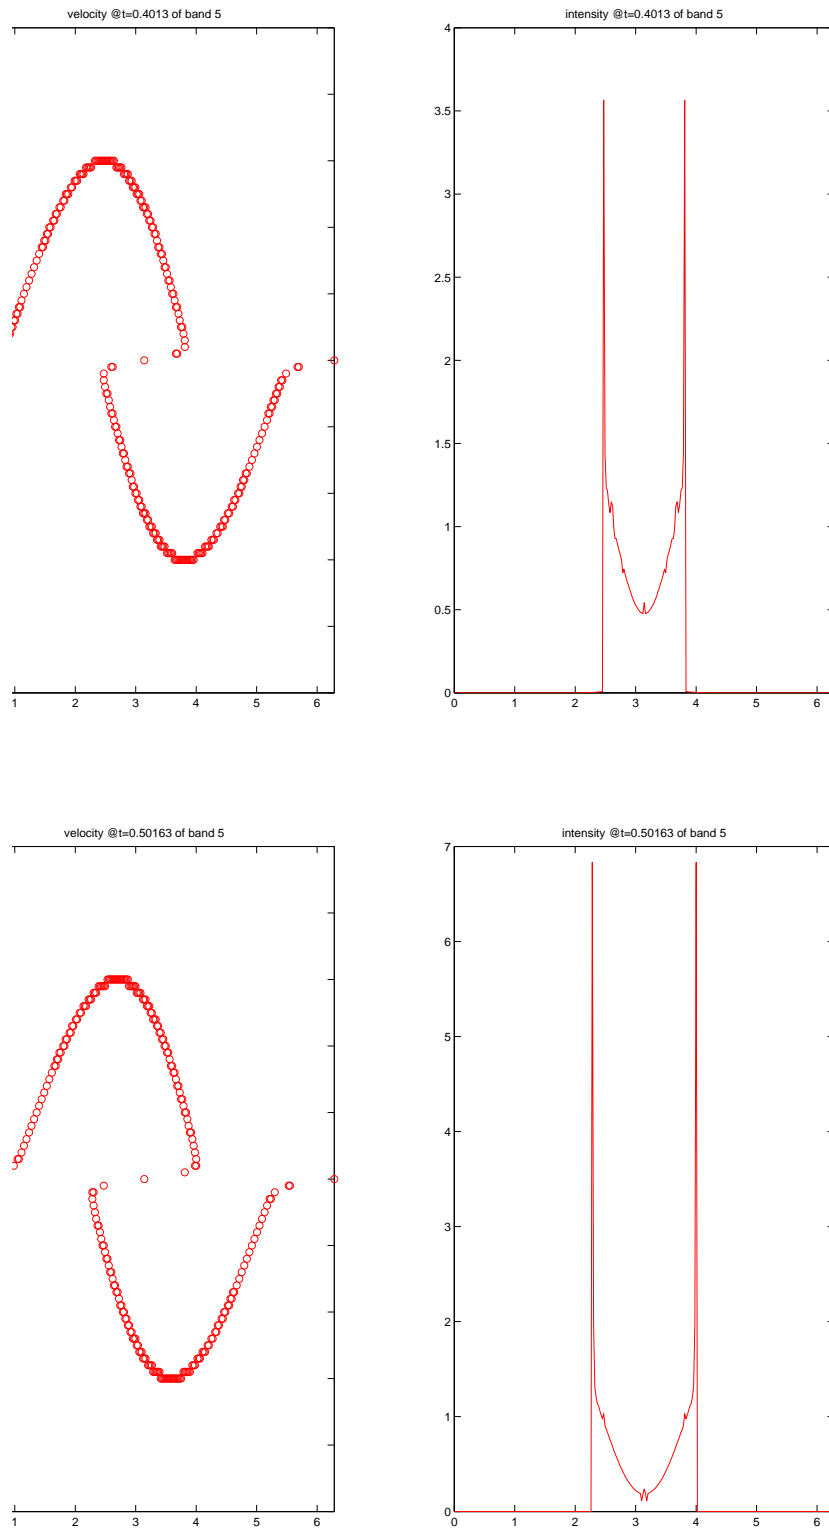 velocity @t=0.4013 of band 5
1 2 3 4 5 6
intensity @t=0.4013 of band 5
4
3.5
3
2.5
2
1.5
1
0.5
0
0 1 2 3 4 5 6
velocity @t=0.50163 of band 5
1 2 3 4 5 6
intensity @t=0.50163 of band 5
7
6
5
4
3
2
1
0
0 1 2 3 4 5 6